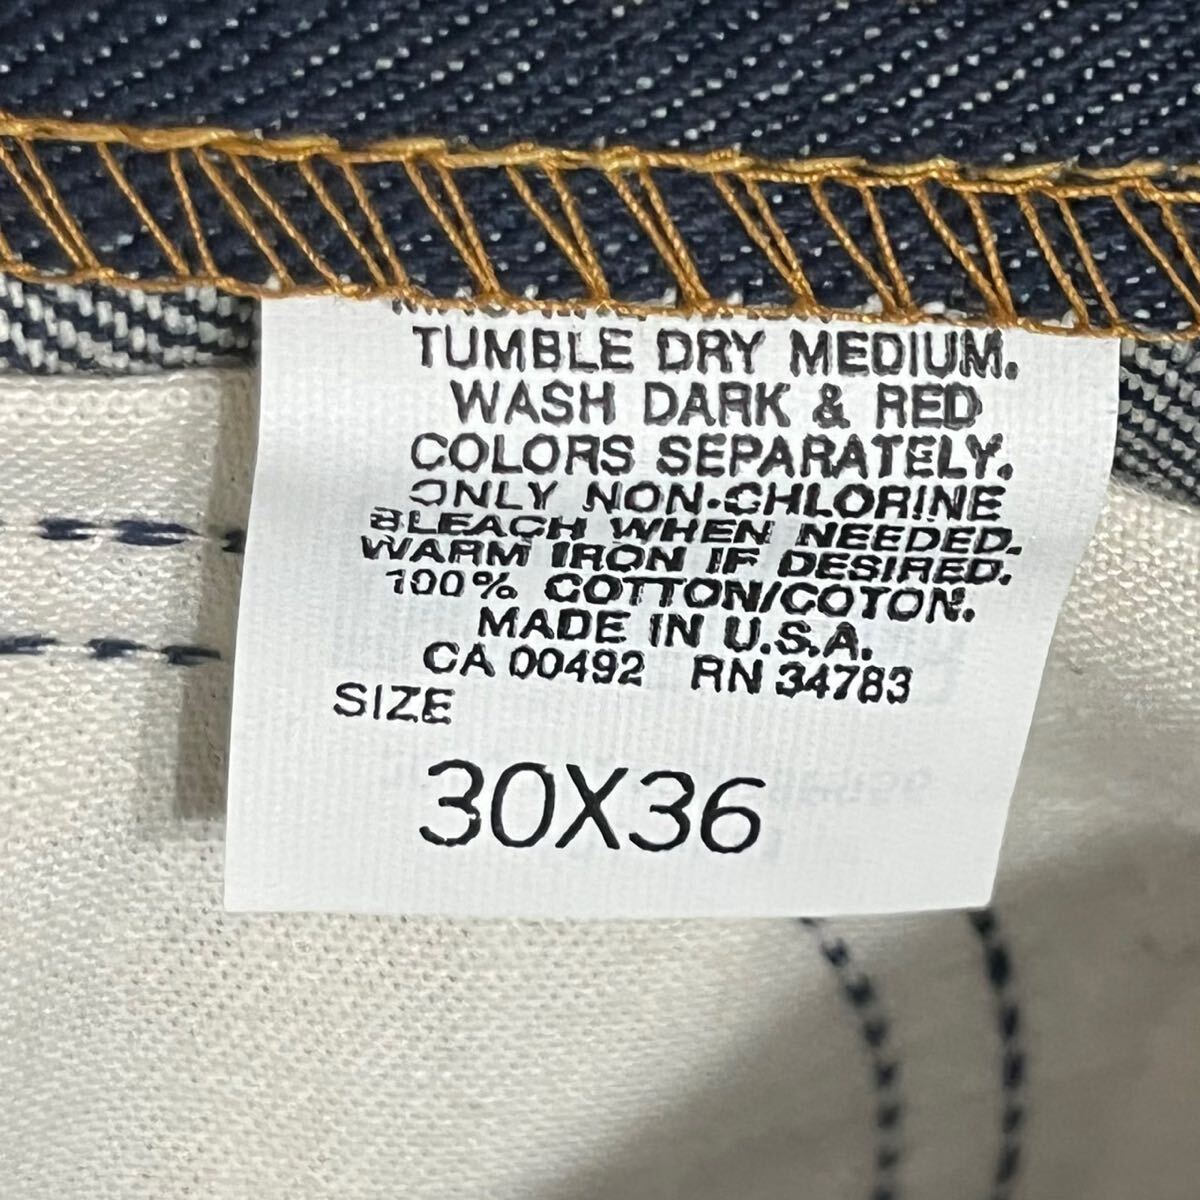 TUMBLE DRY MEDIUM.
WASH DARK & RED
COLORS SEPARATELY.
ONLY NON-CHLORINE
BLEACH WHEN NEEDED.
WARM IRON IF DESIRED.
100% COTTON/COTON.
MADE IN U.S.A.
CA 00492 RN 34783
SIZE
30X36